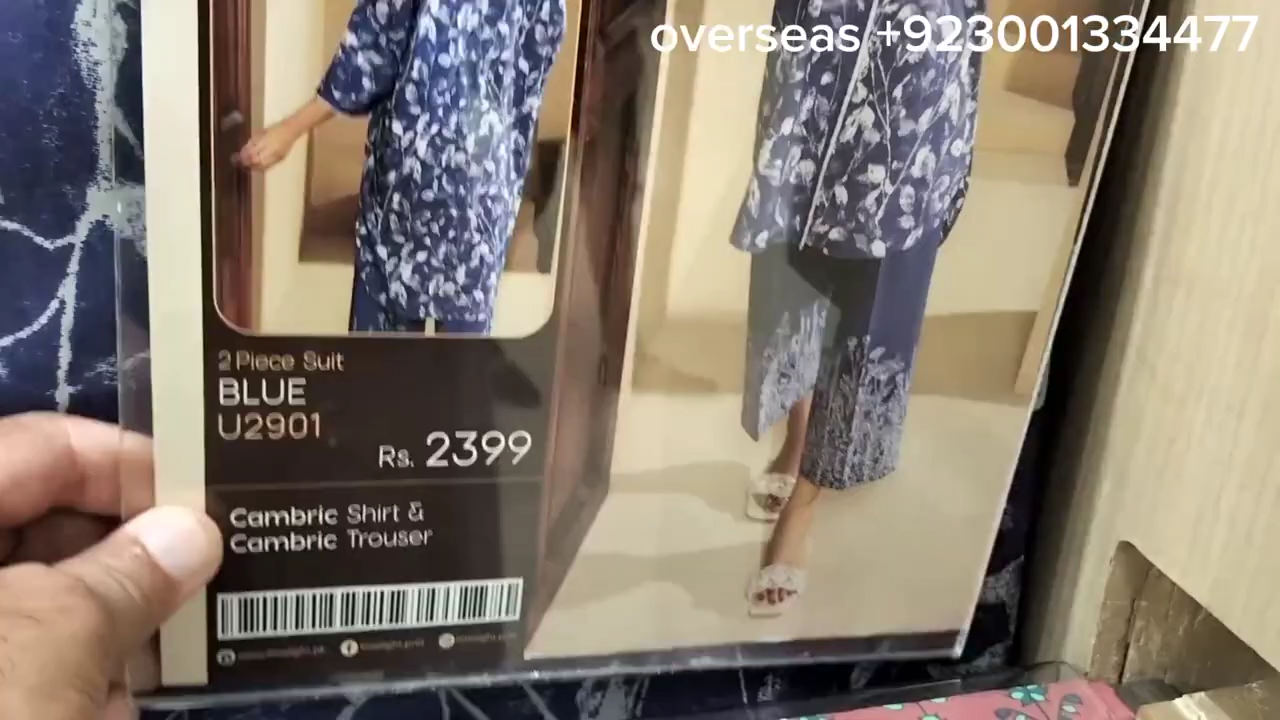 overseas +923001334477
2 Piece Suit
BLUE
U2901
Rs. 2399
Cambric Shirt &
Cambric Trouser